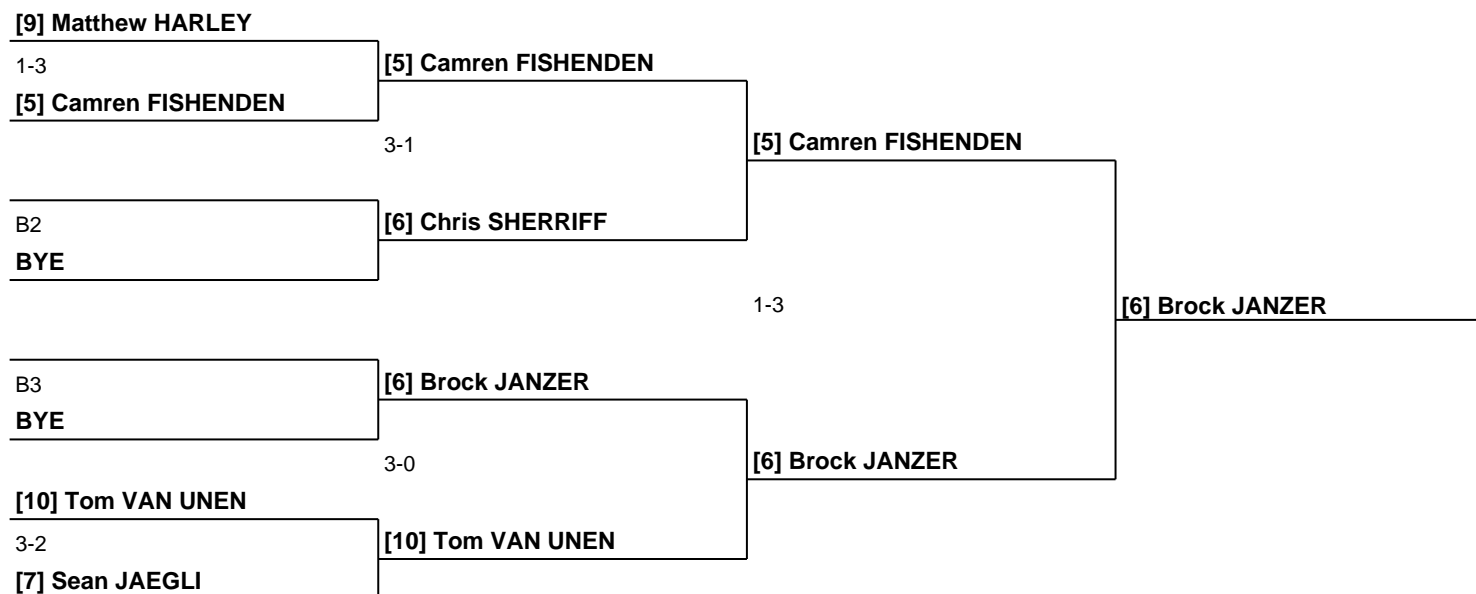 [9] Matthew HARLEY
1-3
[5] Camren FISHENDEN
[5] Camren FISHENDEN
3-1
[5] Camren FISHENDEN
B2
BYE
[6] Chris SHERRIFF
1-3
[6] Brock JANZER
B3
BYE
[6] Brock JANZER
3-0
[6] Brock JANZER
[10] Tom VAN UNEN
3-2
[7] Sean JAEGLI
[10] Tom VAN UNEN